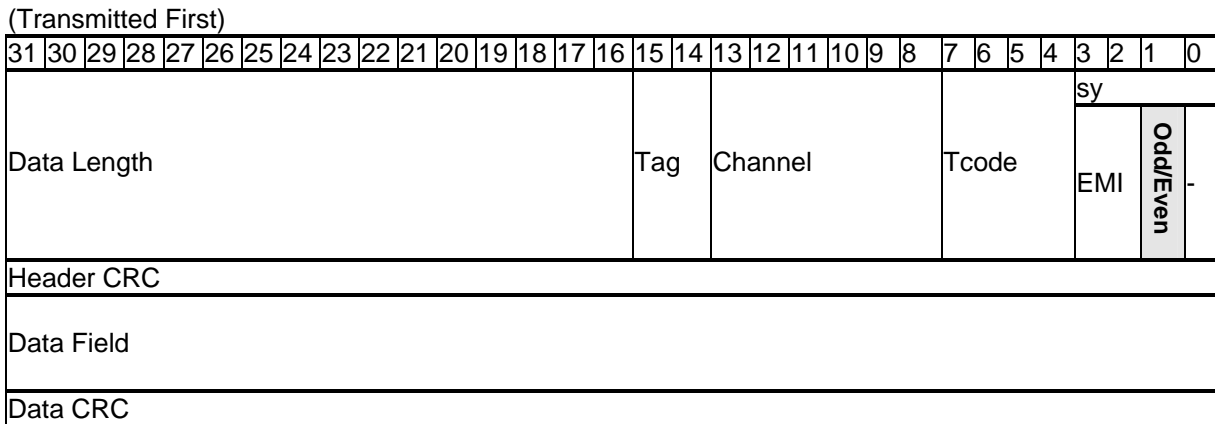 (Transmitted First)
31 30 29 28 27 26 25 24 23 22 21 20 19 18 17 16 15 14 13 12 11 10 9 8 7 6 5 4 3 2 1 0
sy
Data Length Tag Channel Tcode EMI Odd/Even -
Header CRC
Data Field
Data CRC